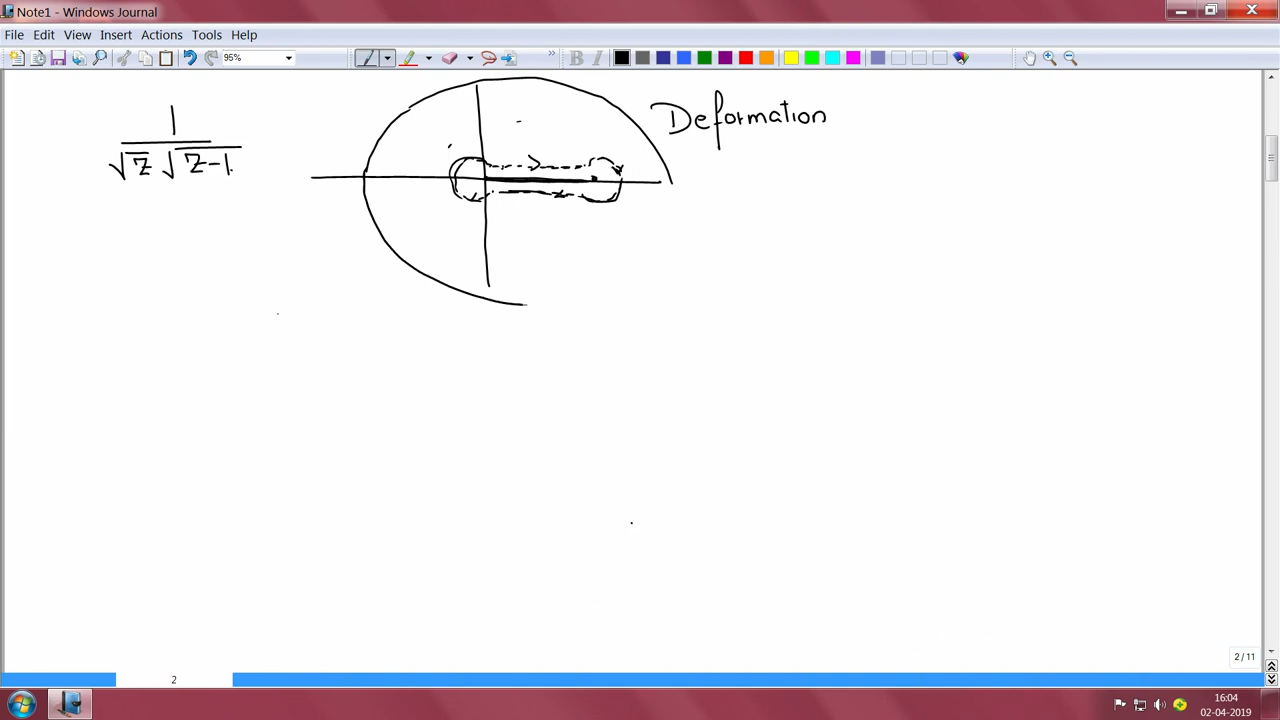 Note1 - Windows Journal
File Edit View Insert Actions Tools Help
95%
1
√z √z-1
Deformation
2 / 11
2
16:04
02-04-2019